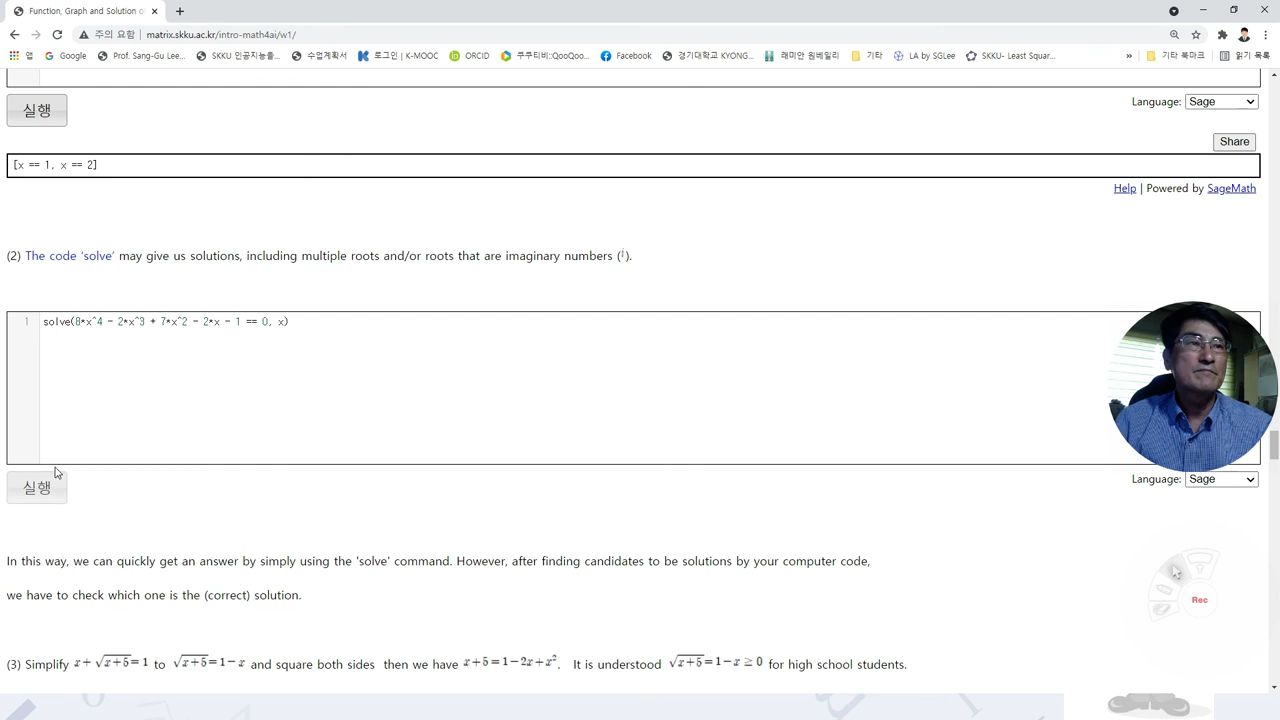 Function, Graph and Solution o
주의 요함 | matrix.skku.ac.kr/intro-math4ai/w1/
앱 Google Prof. Sang-Gu Lee... SKKU 인공지능을... 수업계획서 로그인 | K-MOOC ORCID 쿠쿠티비::QooQoo... Facebook 경기대학교 KYONG... 래미안 원베일리 기타 LA by SGLee SKKU- Least Squar... » 기타 북마크 읽기 목록
실행
Language: Sage
Share
[x == 1, x == 2]
Help | Powered by SageMath
(2) The code 'solve' may give us solutions, including multiple roots and/or roots that are imaginary numbers (i).
1 solve(8*x^4 - 2*x^3 + 7*x^2 - 2*x - 1 == 0, x)
실행
Language: Sage
In this way, we can quickly get an answer by simply using the 'solve' command. However, after finding candidates to be solutions by your computer code,
we have to check which one is the (correct) solution.
Rec
(3) Simplify x+√(x+5)=1 to √(x+5)=1−x and square both sides then we have x+5=1−2x+x². It is understood √(x+5)=1−x≥0 for high school students.